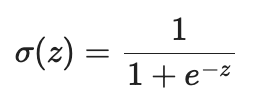 σ(z) = 1 / (1 + e^{-z})